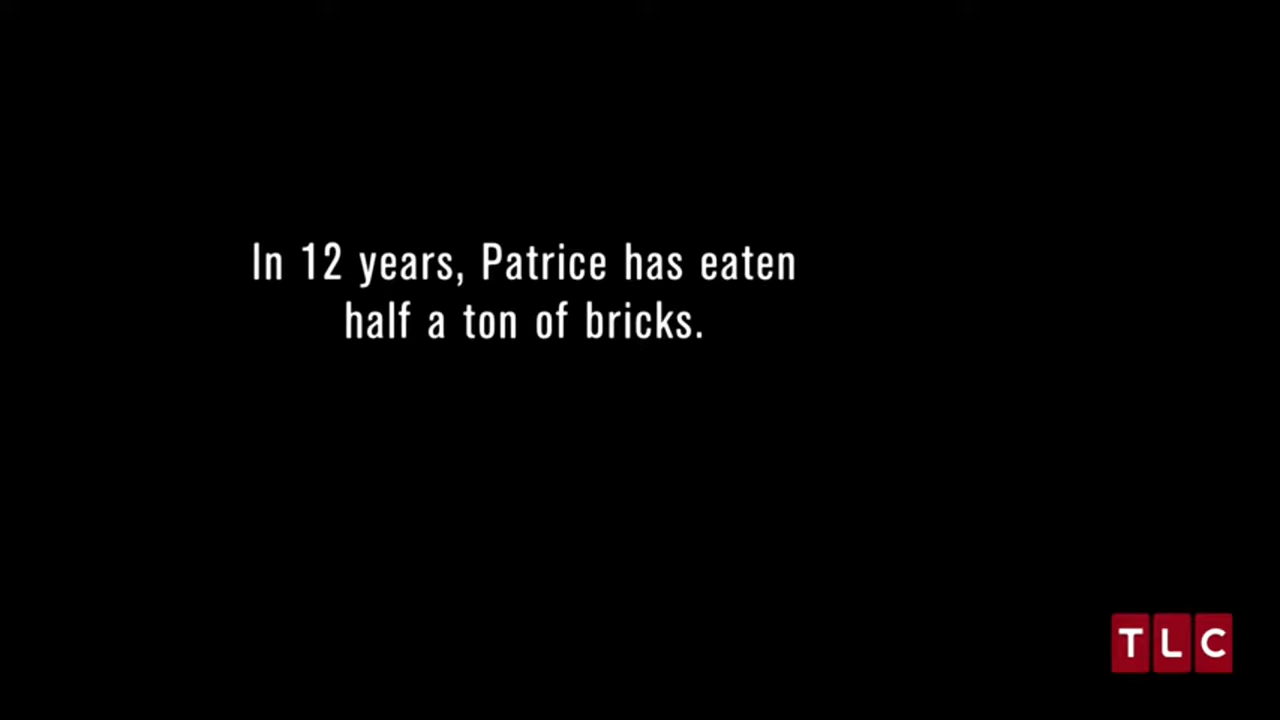 In 12 years, Patrice has eaten
half a ton of bricks.
TLC